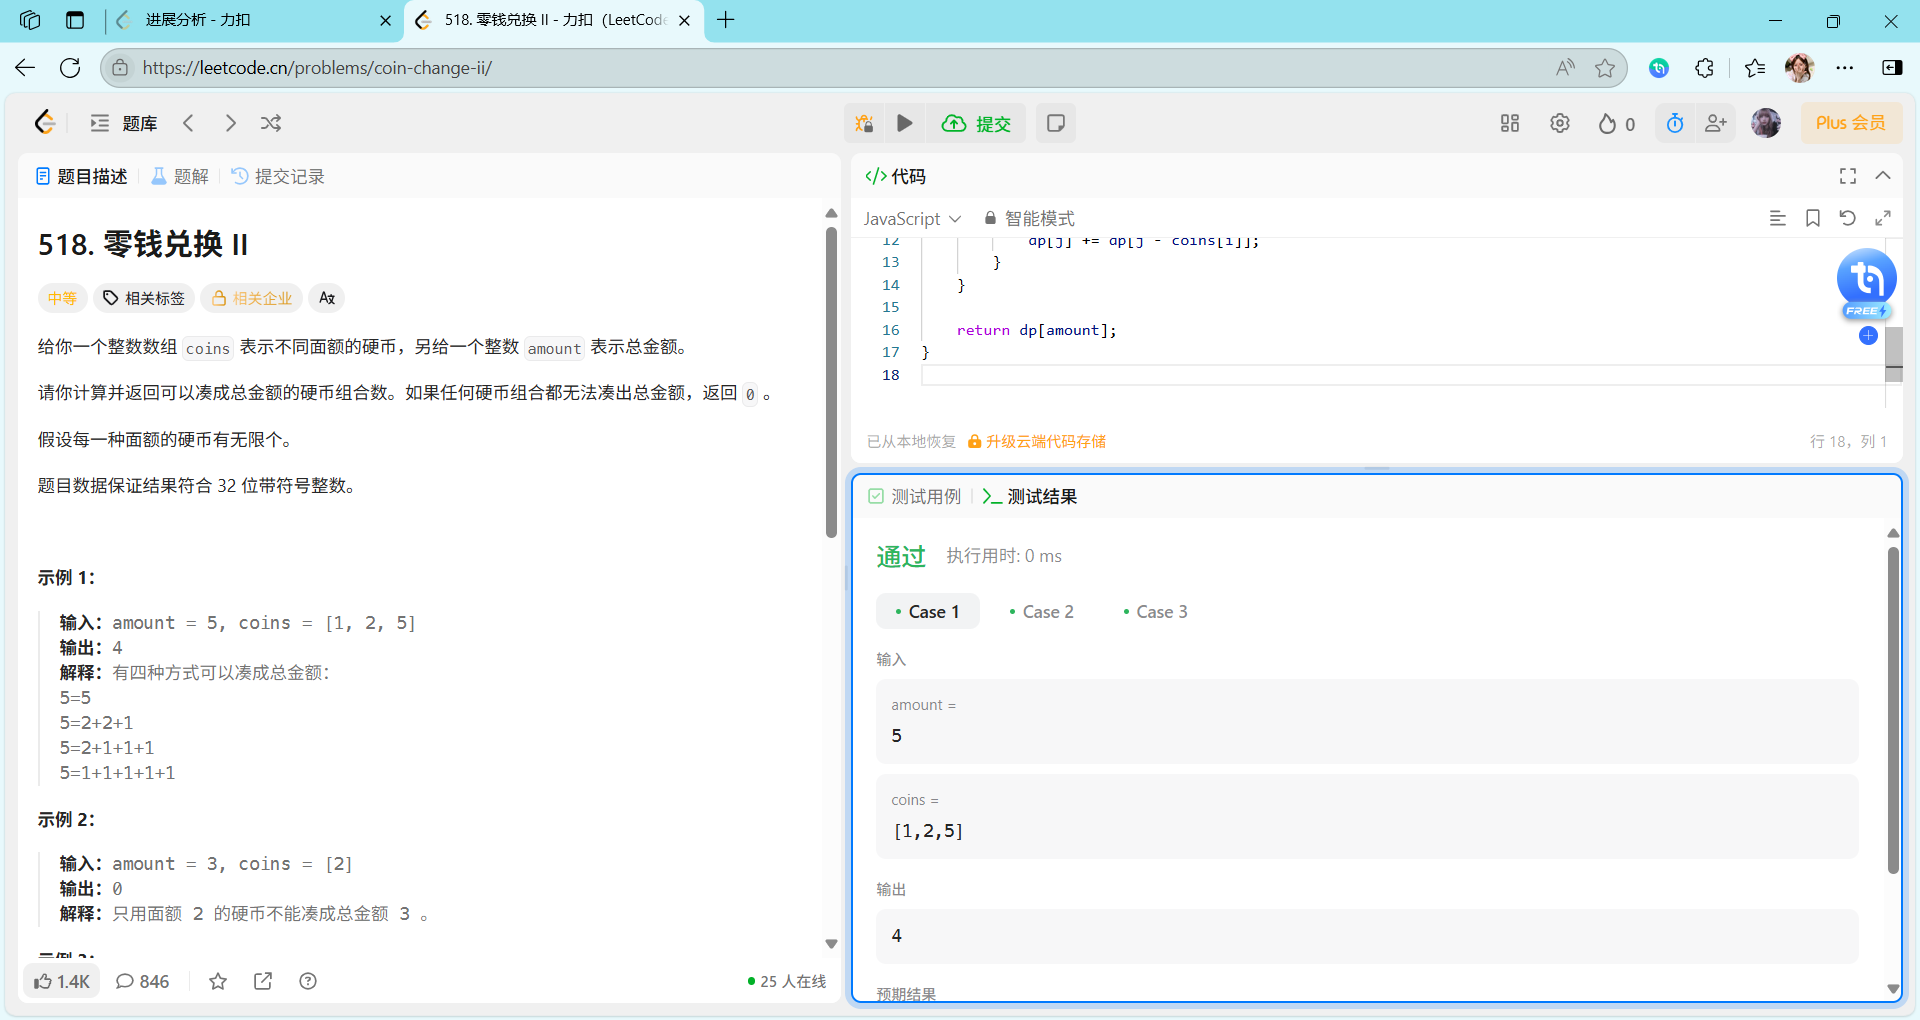 进展分析 - 力扣
518. 零钱兑换 II - 力扣（LeetCode
https://leetcode.cn/problems/coin-change-ii/
题库
提交
0
Plus 会员
题目描述
题解
提交记录
518. 零钱兑换 II
中等
相关标签
相关企业
给你一个整数数组 coins 表示不同面额的硬币，另给一个整数 amount 表示总金额。
请你计算并返回可以凑成总金额的硬币组合数。如果任何硬币组合都无法凑出总金额，返回 0 。
假设每一种面额的硬币有无限个。
题目数据保证结果符合 32 位带符号整数。
示例 1：
输入：amount = 5, coins = [1, 2, 5]
输出：4
解释：有四种方式可以凑成总金额：
5=5
5=2+2+1
5=2+1+1+1
5=1+1+1+1+1
示例 2：
输入：amount = 3, coins = [2]
输出：0
解释：只用面额 2 的硬币不能凑成总金额 3 。
1.4K
846
25 人在线
代码
JavaScript
智能模式
12 dp[j] += dp[j - coins[i]];
13 }
14 }
15
16 return dp[amount];
17 }
18
FREE
已从本地恢复
升级云端代码存储
行 18，列 1
测试用例
测试结果
通过
执行用时: 0 ms
Case 1
Case 2
Case 3
输入
amount =
5
coins =
[1,2,5]
输出
4
预期结果